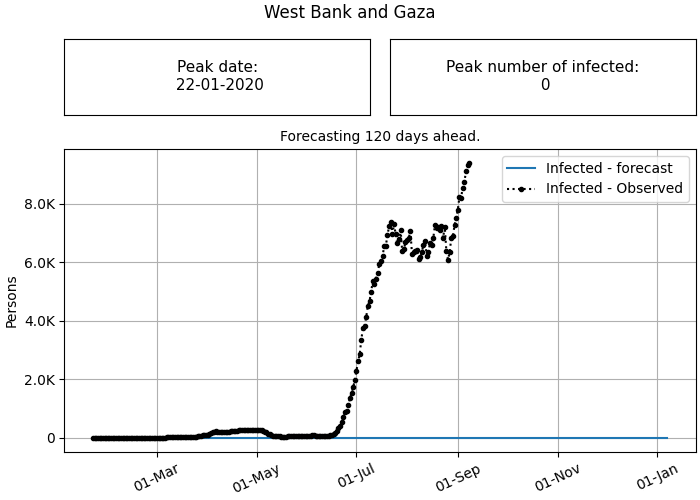 West Bank and Gaza
Peak date:
22-01-2020
Peak number of infected:
0
Forecasting 120 days ahead.
Infected - forecast
Infected - Observed
8.0K
6.0K
4.0K
2.0K
0
Persons
01-Mar
01-May
01-Jul
01-Sep
01-Nov
01-Jan